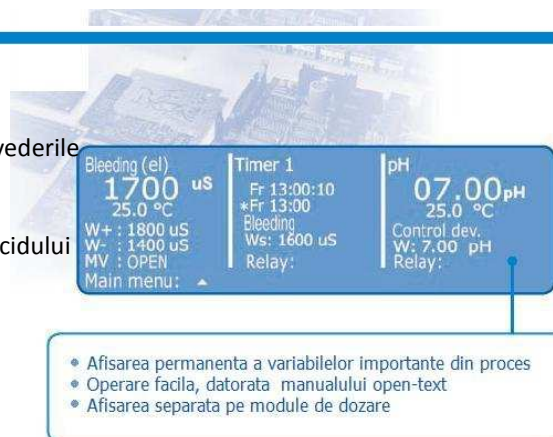 vederile
cidului
Bleeding (el)
1700 uS
25.0 °C
W+ : 1800 uS
W- : 1400 uS
MV : OPEN
Main menu:
Timer 1
Fr 13:00:10
*Fr 13:00
Bleeding
Ws: 1600 uS
Relay:
pH
07.00pH
25.0 °C
Control dev.
W: 7.00 pH
Relay:
• Afisarea permanenta a variabilelor importante din proces
• Operare facila, datorata manualului open-text
• Afisarea separata pe module de dozare